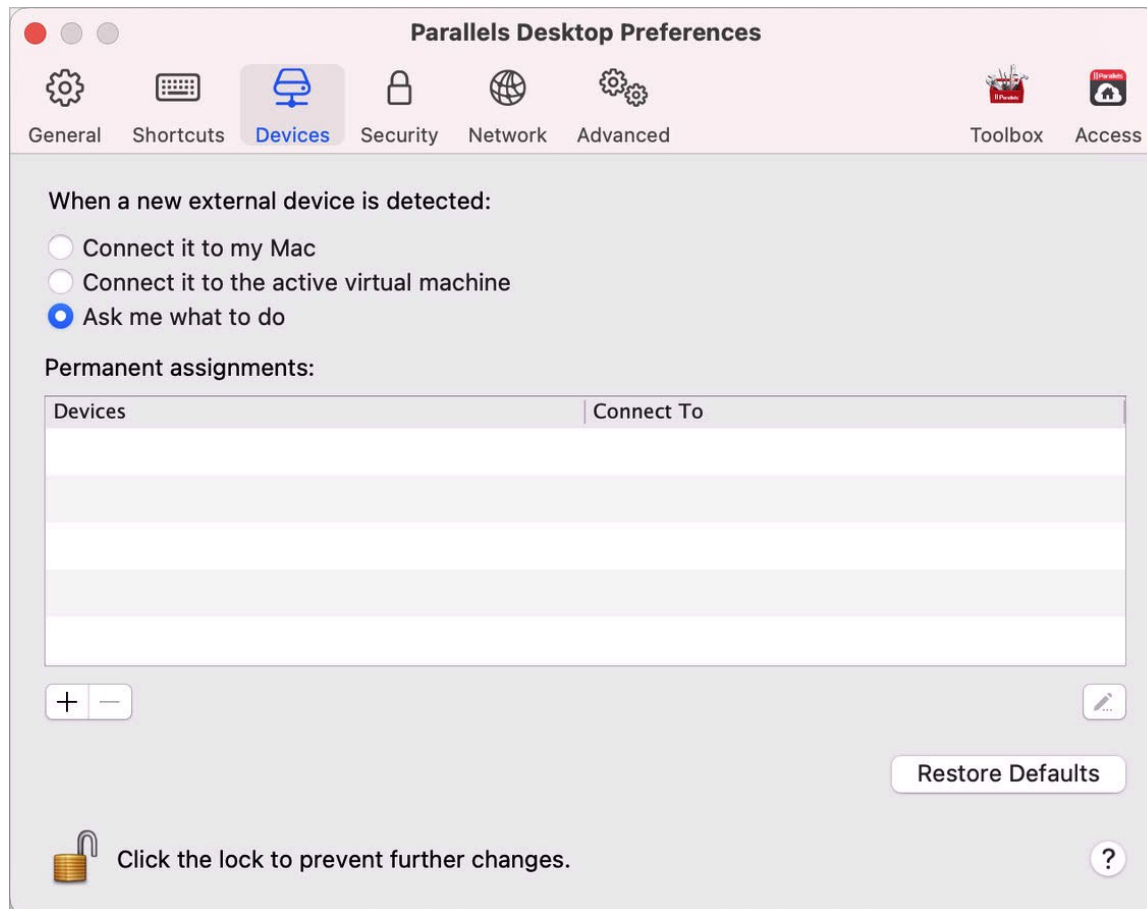 Parallels Desktop Preferences
General Shortcuts Devices Security Network Advanced Toolbox Access
When a new external device is detected:
Connect it to my Mac
Connect it to the active virtual machine
Ask me what to do
Permanent assignments:
Devices Connect To
Restore Defaults
Click the lock to prevent further changes.
?